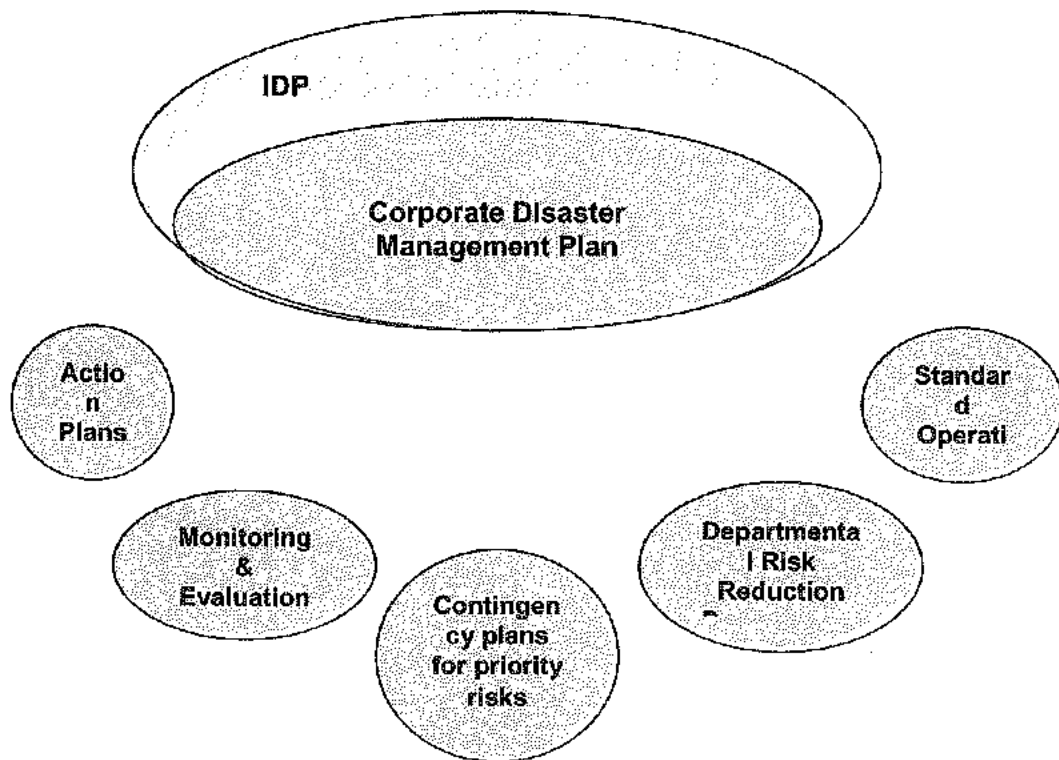 IDP
Corporate Disaster
Management Plan
Actio
n
Plans
Standar
d
Operati
Monitoring
&
Evaluation
Departmenta
l Risk
Reduction
Contingen
cy plans
for priority
risks